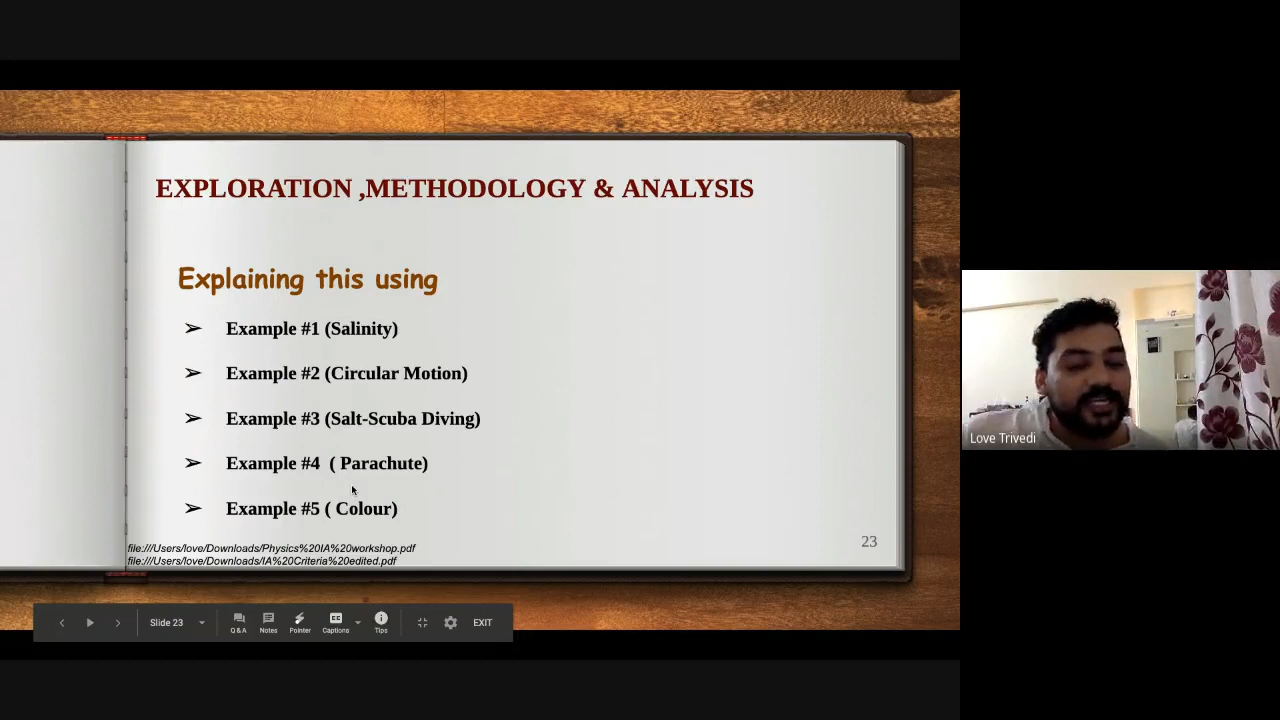 EXPLORATION ,METHODOLOGY & ANALYSIS
Explaining this using
➢ Example #1 (Salinity)
➢ Example #2 (Circular Motion)
➢ Example #3 (Salt-Scuba Diving)
➢ Example #4 ( Parachute)
➢ Example #5 ( Colour)
file:///Users/love/Downloads/Physics%20IA%20workshop.pdf
file:///Users/love/Downloads/IA%20Criteria%20edited.pdf
23
Slide 23
Q & A
Notes
Pointer
CC
Captions
Tips
EXIT
Love Trivedi